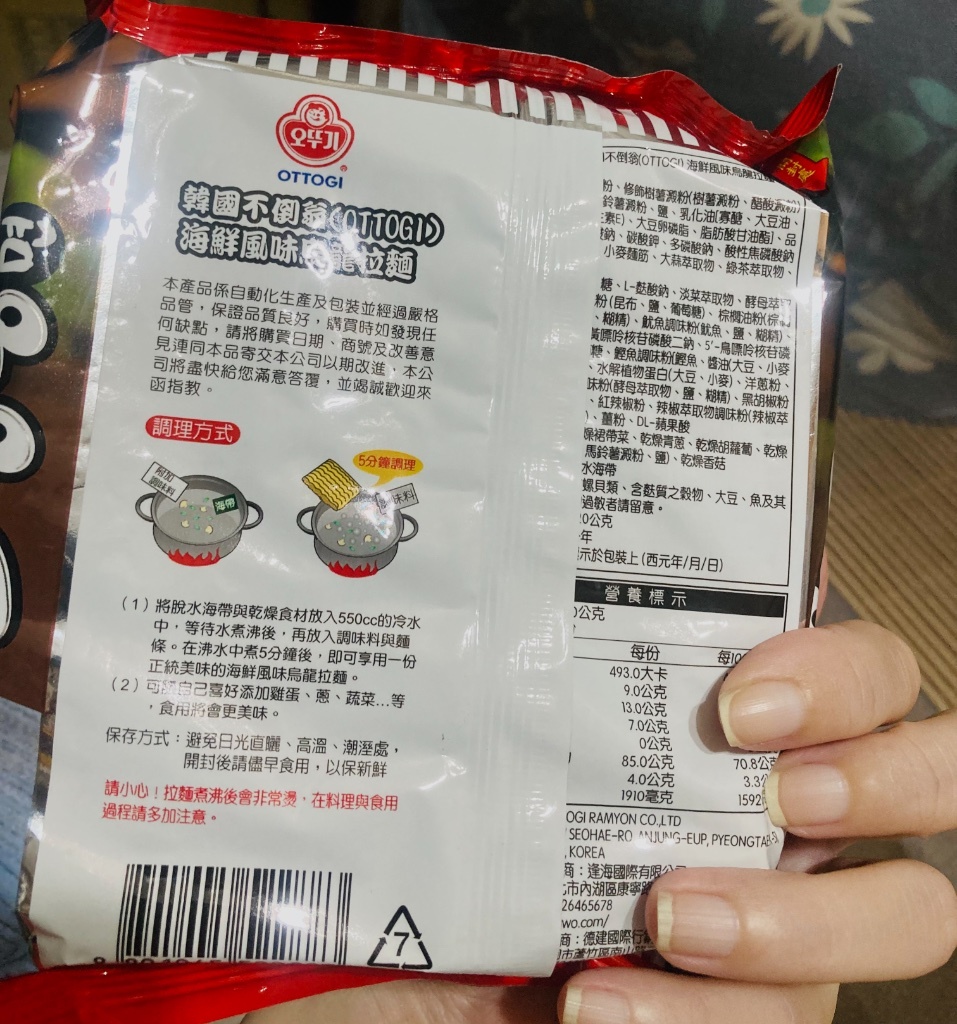 오뚜기
OTTOGI
韓國不倒翁(OTTOGI)
海鮮風味烏龍拉麵
本產品係自動化生產及包裝並經過嚴格
品管，保證品質良好，購買時如發現任
何缺點，請將購買日期、商號及改善意
見連同本品寄交本公司以期改進，本公
司將盡快給您滿意答覆，並竭誠歡迎來
函指教。
調理方式
附加
調味料
海帶
5分鐘調理
味料
(1) 將脫水海帶與乾燥食材放入550cc的冷水
中，等待水煮沸後，再放入調味料與麵
條。在沸水中煮5分鐘後，即可享用一份
正統美味的海鮮風味烏龍拉麵。
(2) 可依自己喜好添加雞蛋、蔥、蔬菜...等
，食用將會更美味。
保存方式：避免日光直曬、高溫、潮溼處，
開封後請儘早食用，以保新鮮
請小心！拉麵煮沸後會非常燙，在料理與食用
過程請多加注意。
7
不倒翁(OTTOGI) 海鮮風味烏龍拉
粉、修飾樹薯澱粉(樹薯澱粉、醋酸澱粉)
鈴薯澱粉、鹽、乳化油[寡醣、大豆油、
素E)、大豆卵磷脂、脂肪酸甘油酯]、品
鈉、碳酸鉀、多磷酸鈉、酸性焦磷酸鈉
小麥麵筋、大蒜萃取物、綠茶萃取物、
糖、L-麩酸鈉、淡菜萃取物、酵母萃
粉(昆布、鹽、葡萄糖)、棕櫚油粉(棕
、糊精)、魷魚調味粉(魷魚、鹽、糊精)、
黃嘌呤核苷磷酸二鈉、5'-鳥嘌呤核苷磷
糖、鰹魚調味粉(鰹魚、醬油(大豆、小麥
、水解植物蛋白(大豆、小麥)、洋蔥粉、
味粉(酵母萃取物、鹽、糊精)、黑胡椒粉
、紅辣椒粉、辣椒萃取物調味粉(辣椒萃
)、薑粉、DL-蘋果酸
燥裙帶菜、乾燥青蔥、乾燥胡蘿蔔、乾燥
馬鈴薯澱粉、鹽)、乾燥香菇
水海帶
螺貝類、含麩質之穀物、大豆、魚及其
過敏者請留意。
0公克
年
示於包裝上(西元年/月/日)
營養標示
0公克
每份 每10
493.0大卡
9.0公克
13.0公克
7.0公克
0公克
85.0公克 70.8公
4.0公克 3.3
1910毫克 1592
OGI RAMYON CO.,LTD
SEOHAE-RO, ANJUNG-EUP, PYEONGTAEK
, KOREA
商：逢海國際有限公司
市內湖區康寧
26465678
wo.com/
商：德建國際行
市蘆竹區南山路